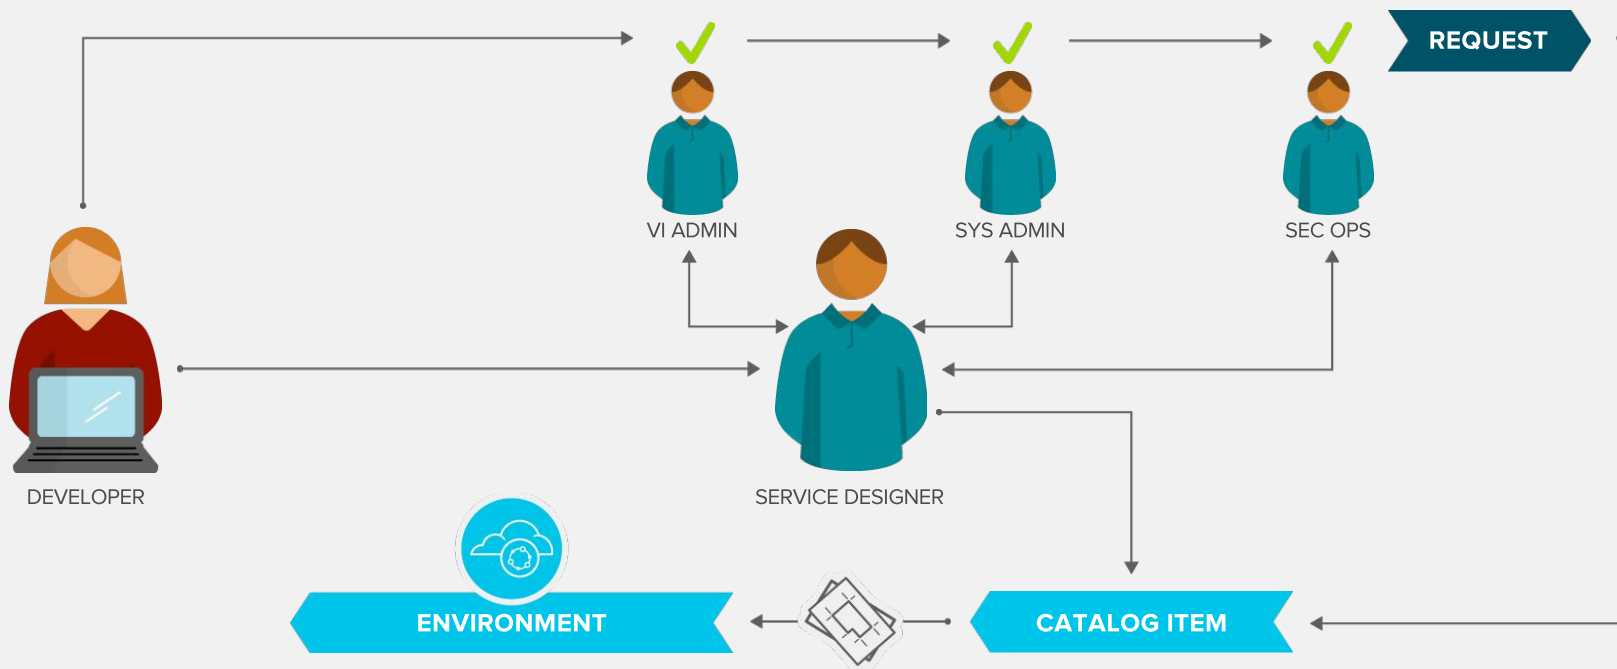 REQUEST
VI ADMIN
SYS ADMIN
SEC OPS
DEVELOPER
SERVICE DESIGNER
ENVIRONMENT
CATALOG ITEM